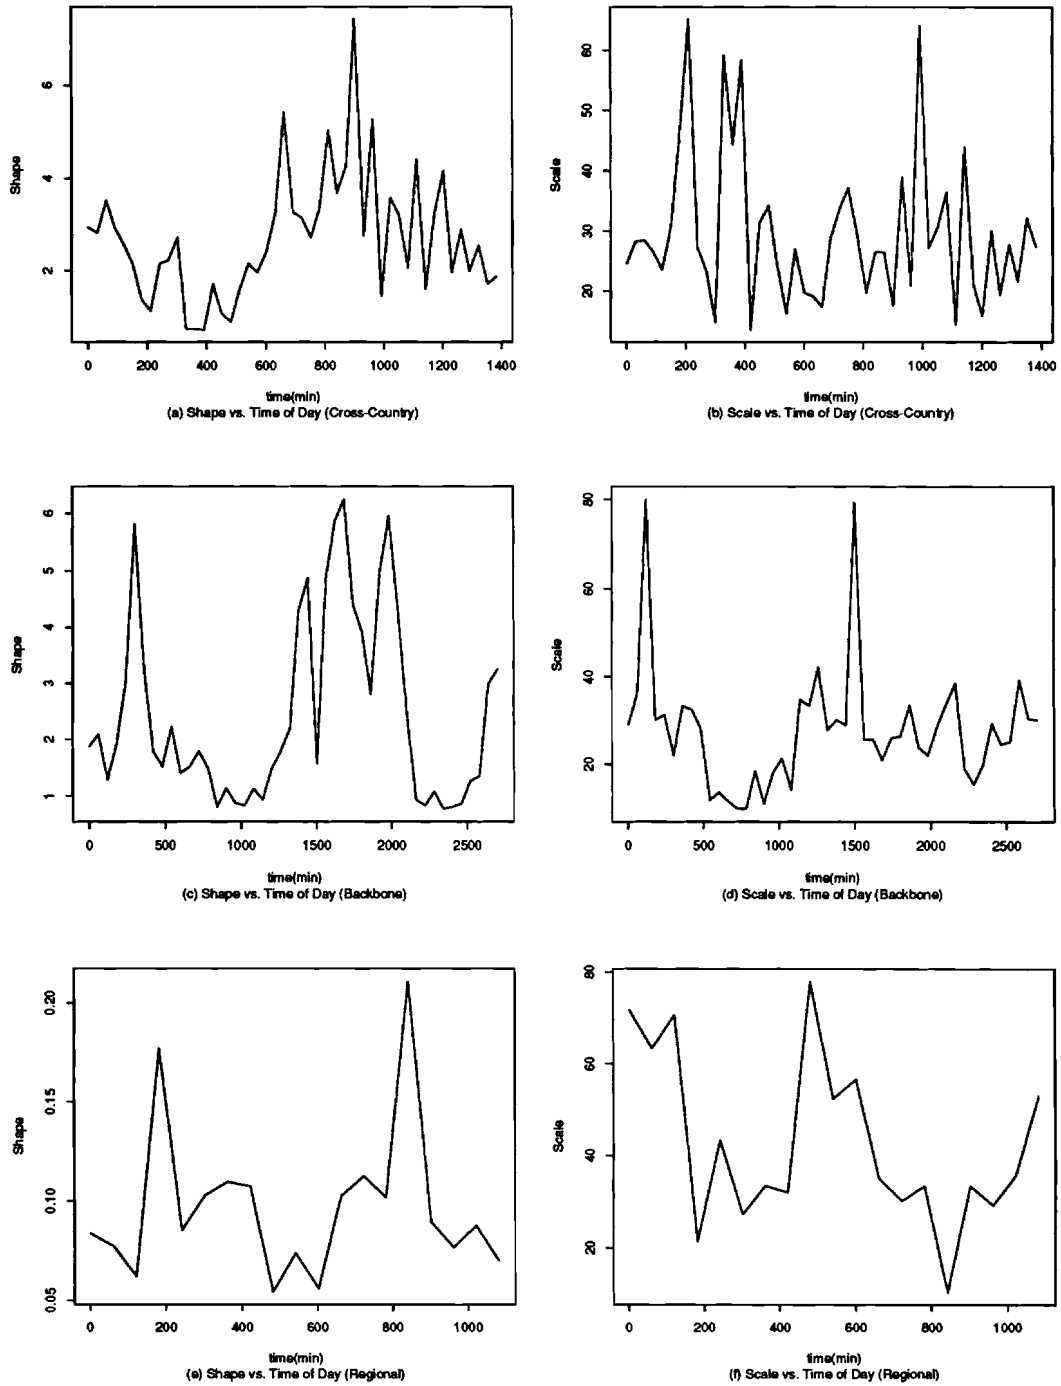 Shape
2 4 6
0 200 400 600 800 1000 1200 1400
time(min)
(a) Shape vs. Time of Day (Cross-Country)
Scale
20 30 40 50 60
0 200 400 600 800 1000 1200 1400
time(min)
(b) Scale vs. Time of Day (Cross-Country)
Shape
1 2 3 4 5 6
0 500 1000 1500 2000 2500
time(min)
(c) Shape vs. Time of Day (Backbone)
Scale
20 40 60 80
0 500 1000 1500 2000 2500
time(min)
(d) Scale vs. Time of Day (Backbone)
Shape
0.05 0.10 0.15 0.20
0 200 400 600 800 1000
time(min)
(e) Shape vs. Time of Day (Regional)
Scale
20 40 60 80
0 200 400 600 800 1000
time(min)
(f) Scale vs. Time of Day (Regional)